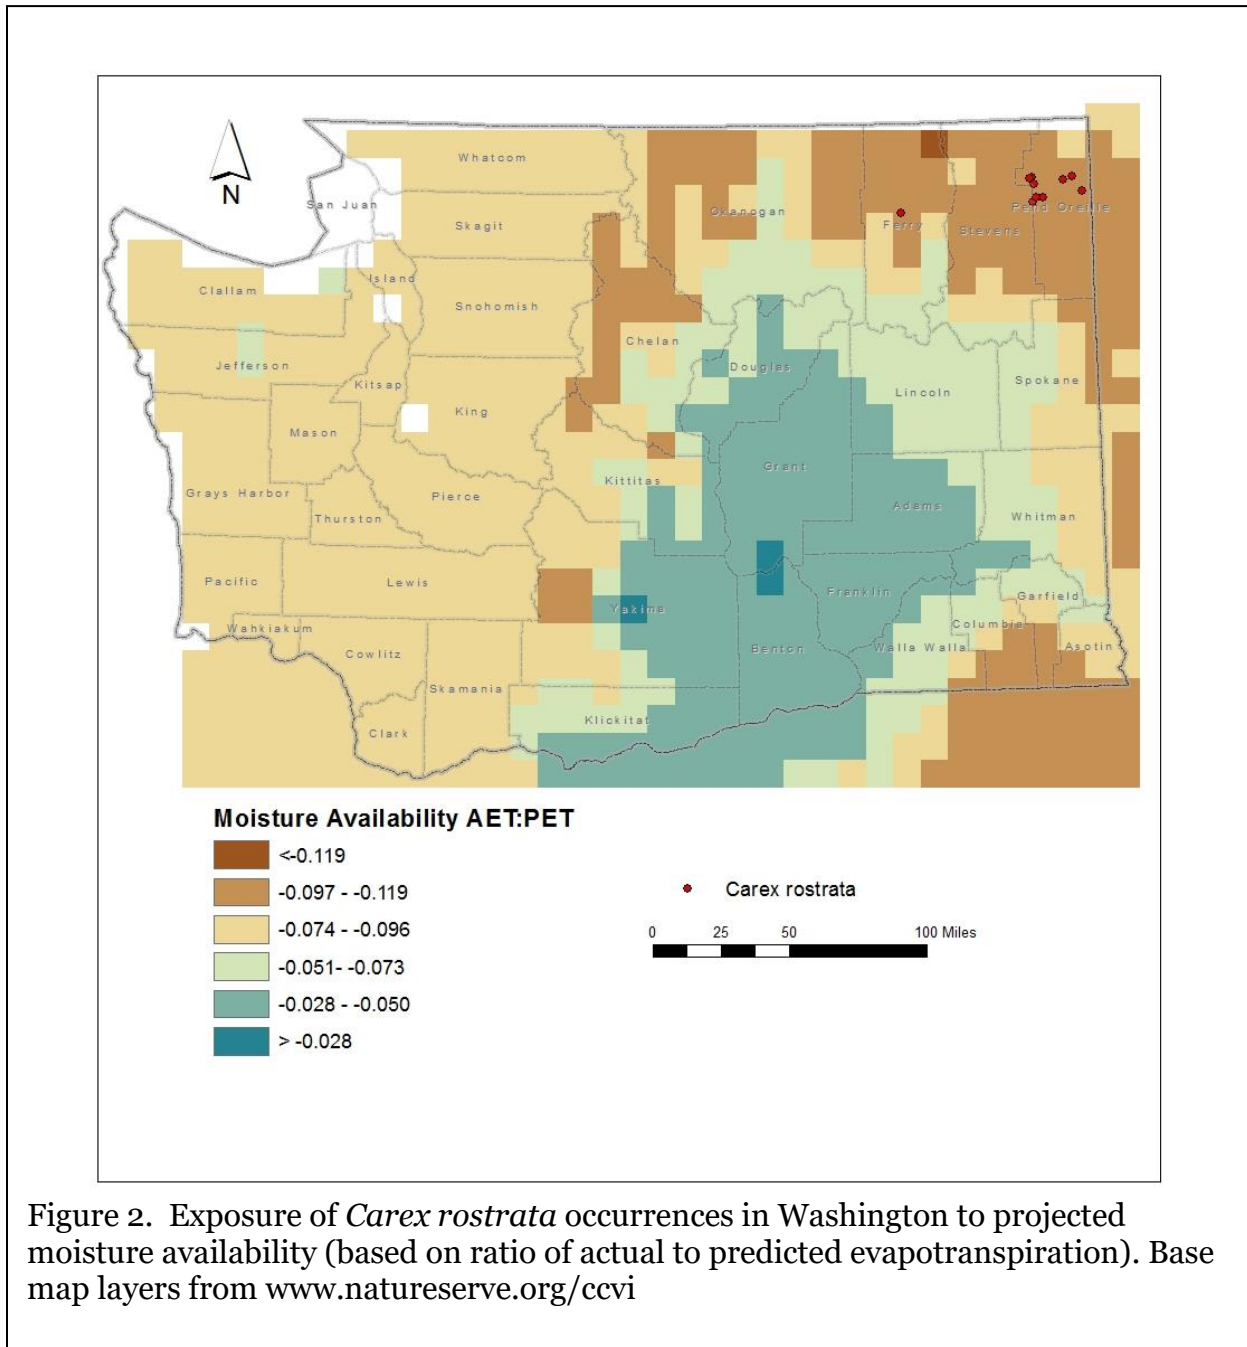 N
Whatcom
San Juan
Skagit
Okanogan
Ferry
Stevens
Pend Oreille
Island
Clallam
Snohomish
Chelan
Jefferson
Kitsap
Douglas
Lincoln
Spokane
King
Mason
Grant
Kittitas
Grays Harbor
Pierce
Adams
Thurston
Whitman
Pacific
Lewis
Yakima
Franklin
Garfield
Wahkiakum
Columbia
Cowlitz
Benton
Walla Walla
Asotin
Skamania
Klickitat
Clark
Moisture Availability AET:PET
<-0.119
-0.097 - -0.119
-0.074 - -0.096
-0.051- -0.073
-0.028 - -0.050
> -0.028
Carex rostrata
0 25 50 100 Miles
Figure 2.  Exposure of Carex rostrata occurrences in Washington to projected
moisture availability (based on ratio of actual to predicted evapotranspiration). Base
map layers from www.natureserve.org/ccvi